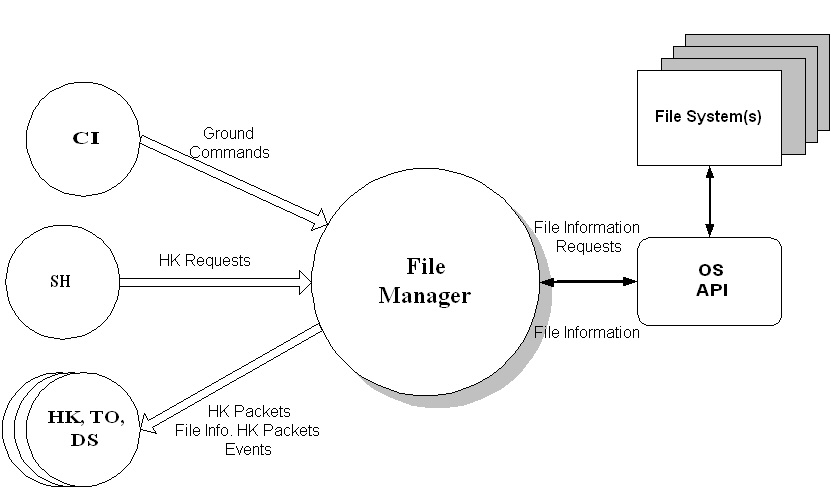 File System(s)
CI
Ground
Commands
File Information
Requests
HK Requests
SH
File
Manager
OS
API
File Information
HK, TO,
DS
HK Packets
File Info. HK Packets
Events